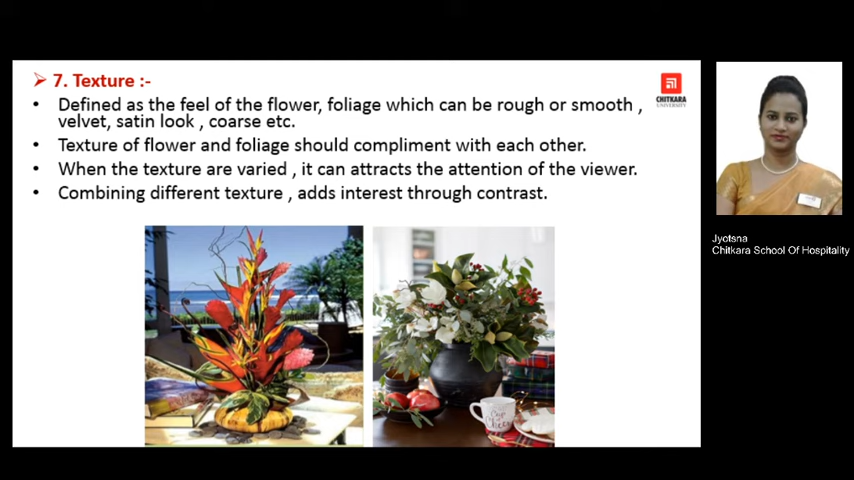 7. Texture :-
Defined as the feel of the flower, foliage which can be rough or smooth ,
velvet, satin look , coarse etc.
Texture of flower and foliage should compliment with each other.
When the texture are varied , it can attracts the attention of the viewer.
Combining different texture , adds interest through contrast.
CHITKARA
UNIVERSITY
Jyotsna
Chitkara School Of Hospitality
Cup
Cheer